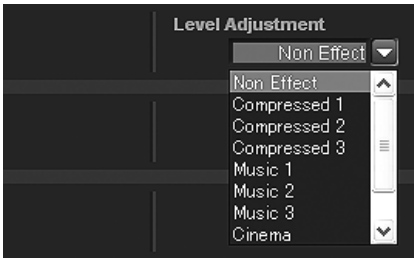 Level Adjustment
Non Effect
Non Effect
Compressed 1
Compressed 2
Compressed 3
Music 1
Music 2
Music 3
Cinema